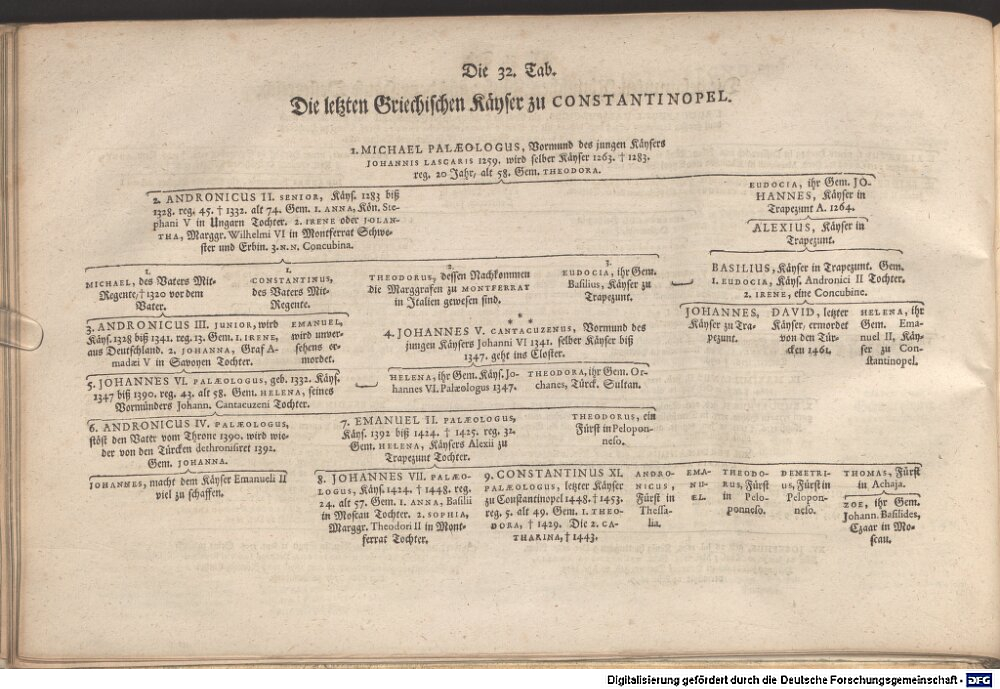 Die 32. Tab.
Die letzten Griechischen Käyser zu CONSTANTINOPEL.
1. MICHAEL PALÆOLOGUS, Vormund des jungen Käysers
JOHANNIS LASCARIS 1259. wird selber Käyser 1263. † 1283.
reg. 20 Jahr, alt 58. Gem. THEODORA.
2. ANDRONICUS II. SENIOR, Käys. 1283 biß
1328. reg. 45. † 1332. alt 74. Gem. 1. ANNA, Kön. Ste-
phani V in Ungarn Tochter. 2. IRENE oder JOLAN-
THA, Marggr. Wilhelmi VI in Montferrat Schwe-
ster und Erbin. 3. N.N. Concubina.
EUDOCIA, ihr Gem. JO-
HANNES, Käyser in
Trapezunt A. 1264.
ALEXIUS, Käyser in
Trapezunt.
1.
MICHAEL, des Vaters Mit-
Regente, † 1320 vor dem
Vater.
1.
CONSTANTINUS,
des Vaters Mit-
Regente.
2.
THEODORUS, dessen Nachkommen
die Marggrafen zu MONTFERRAT
in Italien gewesen sind.
3.
EUDOCIA, ihr Gem.
Basilius, Käyser zu
Trapezunt.
BASILIUS, Käyser in Trapezunt. Gem.
1. EUDOCIA, Käys. Andronici II Tochter.
2. IRENE, eine Concubine.
3. ANDRONICUS III. JUNIOR, wird
Käys. 1328 biß 1341. reg. 13. Gem. 1. IRENE,
aus Deutschland. 2. JOHANNA, Graf A-
madæi V in Savoyen Tochter.
EMANUEL,
wird unver-
sehens er-
mordet.
* * *
4. JOHANNES V. CANTACUZENUS, Vormund des
jungen Käysers Johanni VI 1341. selber Käyser biß
1347. geht ins Closter.
JOHANNES,
Käyser zu Tra-
pezunt.
DAVID, letzter
Käyser, ermordet
von den Tür-
cken 1461.
HELENA, ihr
Gem. Ema-
nuel II, Käy-
ser zu Con-
stantinopel.
5. JOHANNES VI. PALÆOLOGUS, geb. 1332. Käys.
1347 biß 1390. reg. 43. alt 58. Gem. HELENA, seines
Vormünders Johann. Cantacuzeni Tochter.
HELENA, ihr Gem. Käys. Jo-
hannes VI. Palæologus 1347.
THEODORA, ihr Gem. Or-
chanes, Türck. Sultan.
6. ANDRONICUS IV. PALÆOLOGUS,
stöst den Vater vom Throne 1390. wird wie-
der von den Türcken dethronisiret 1392.
Gem. JOHANNA.
7. EMANUEL II. PALÆOLOGUS,
Käys. 1392 biß 1424. † 1425. reg. 32.
Gem. HELENA, Käysers Alexii zu
Trapezunt Tochter.
THEODORUS, ein
Fürst in Pelopon-
neso.
JOHANNES, macht dem Käyser Emanueli II
viel zu schaffen.
8. JOHANNES VII. PALÆO-
LOGUS, Käys. 1424. † 1448. reg.
24. alt 57. Gem. 1. ANNA, Basilii
in Moscau Tochter. 2. SOPHIA,
Marggr. Theodori II in Mont-
ferrat Tochter.
9. CONSTANTINUS XI.
PALÆOLOGUS, letzter Käyser
zu Constantinopel 1448. † 1453.
reg. 5. alt 49. Gem. 1. THEO-
DORA, † 1429. Die 2. CA-
THARINA, † 1443.
ANDRO-
NICUS,
Fürst in
Thessa-
lia.
EMA-
NU-
EL.
THEODO-
RUS, Fürst
in Pelo-
ponneso.
DEMETRI-
us, Fürst in
Pelopon-
neso.
THOMAS, Fürst
in Achaja.
ZOE, ihr Gem.
Johann. Basilides,
Czaar in Mo-
scau.
Digitalisierung gefördert durch die Deutsche Forschungsgemeinschaft - DFG